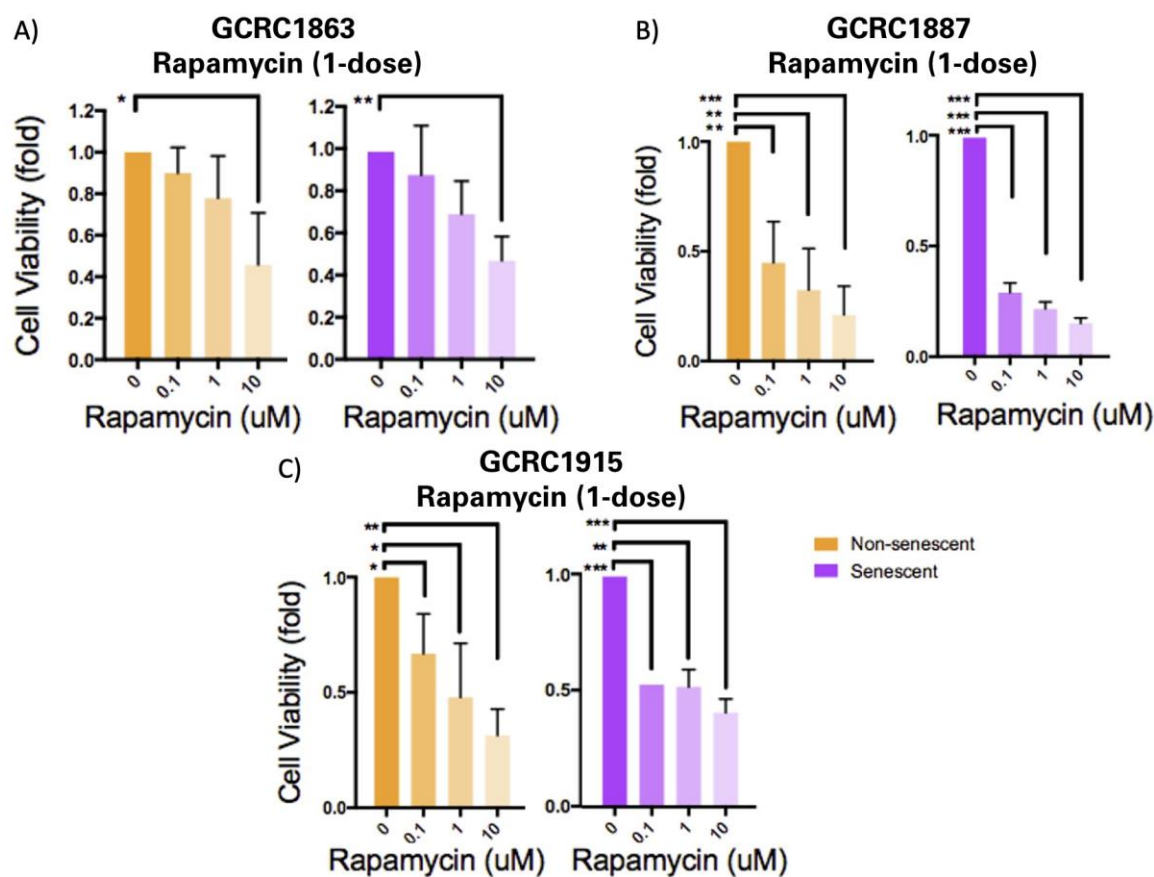 A)
GCRC1863
Rapamycin (1-dose)
*
1.2
1.0
0.8
0.6
0.4
0.2
0.0
Cell Viability (fold)
0 0.1 1 10
Rapamycin (uM)
**
1.2
1.0
0.8
0.6
0.4
0.2
0.0
0 0.1 1 10
Rapamycin (uM)
B)
GCRC1887
Rapamycin (1-dose)
***
**
**
1.0
0.5
0.0
Cell Viability (fold)
0 0.1 1 10
Rapamycin (uM)
***
***
***
1.0
0.5
0.0
0 0.1 1 10
Rapamycin (uM)
C)
GCRC1915
Rapamycin (1-dose)
**
*
*
1.0
0.5
0.0
Cell Viability (fold)
0 0.1 1 10
Rapamycin (uM)
***
**
***
1.0
0.5
0.0
0 0.1 1 10
Rapamycin (uM)
Non-senescent
Senescent